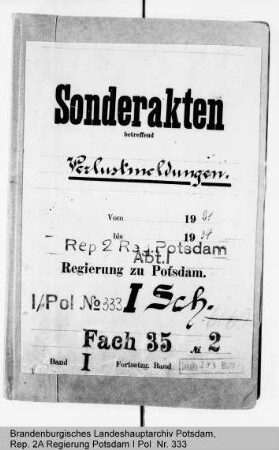 Sonderakten
betreffend
Verlustmeldungen.
Vom 19
bis 19
Rep 2 Reg. Potsdam
Abt. I
Regierung zu Potsdam.
I/Pol No 333 I Sch.
Fach 35 № 2
Band I Fortsetzg. Band
Brandenburgisches Landeshauptarchiv Potsdam,
Rep. 2A Regierung Potsdam I Pol Nr. 333